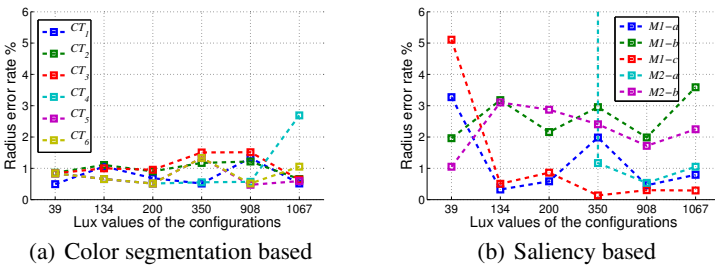 (a)
(b)
6
5
4
3
2
1
0
Radius error rate %
CT1
CT2
CT3
CT4
CT5
CT6
39 134 200 350 908 1067
Lux values of the configurations
(a) Color segmentation based
6
5
4
3
2
1
0
Radius error rate %
M1-a
M1-b
M1-c
M2-a
M2-b
39 134 200 350 908 1067
Lux values of the configurations
(b) Saliency based